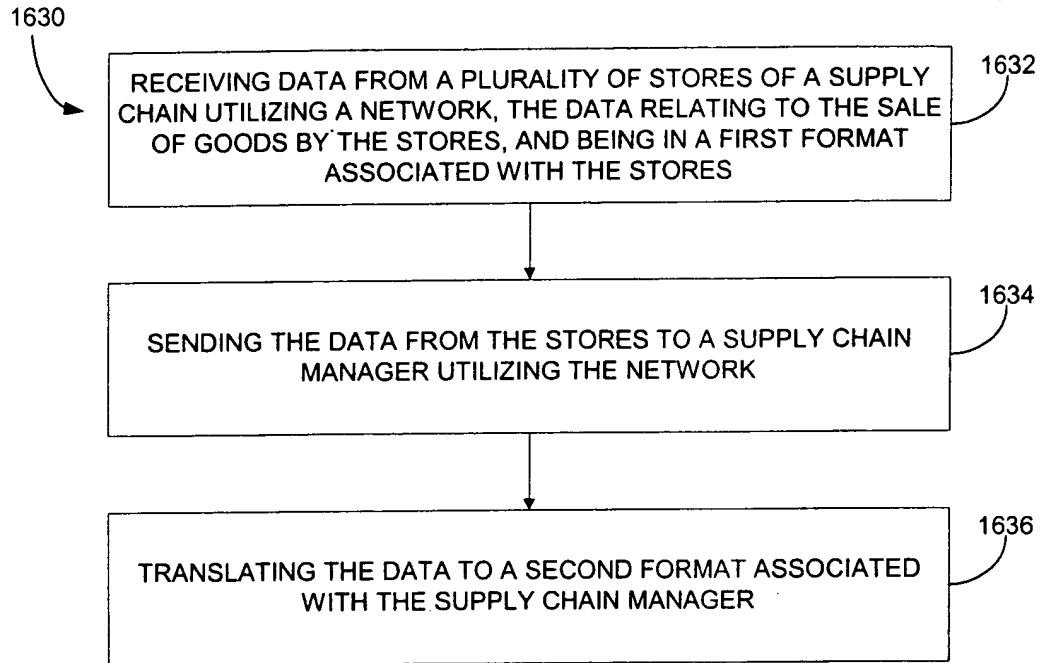 1630
RECEIVING DATA FROM A PLURALITY OF STORES OF A SUPPLY
CHAIN UTILIZING A NETWORK, THE DATA RELATING TO THE SALE
OF GOODS BY THE STORES, AND BEING IN A FIRST FORMAT
ASSOCIATED WITH THE STORES
1632
SENDING THE DATA FROM THE STORES TO A SUPPLY CHAIN
MANAGER UTILIZING THE NETWORK
1634
TRANSLATING THE DATA TO A SECOND FORMAT ASSOCIATED
WITH THE SUPPLY CHAIN MANAGER
1636